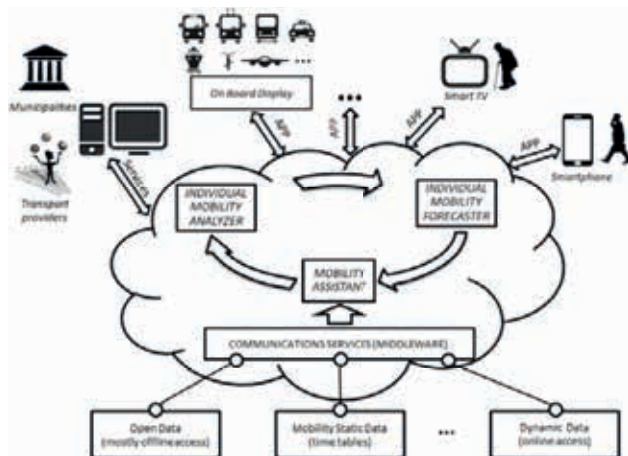 Municipalities
Transport
providers
On Board Display
...
...
Smart TV
Smartphone
Services
APP
APP
APP
APP
INDIVIDUAL
MOBILITY
ANALYZER
INDIVIDUAL
MOBILITY
FORECASTER
MOBILITY
ASSISTANT
COMMUNICATIONS SERVICES (MIDDLEWARE)
Open Data
(mostly offline access)
Mobility Static Data
(time tables)
...
Dynamic Data
(online access)